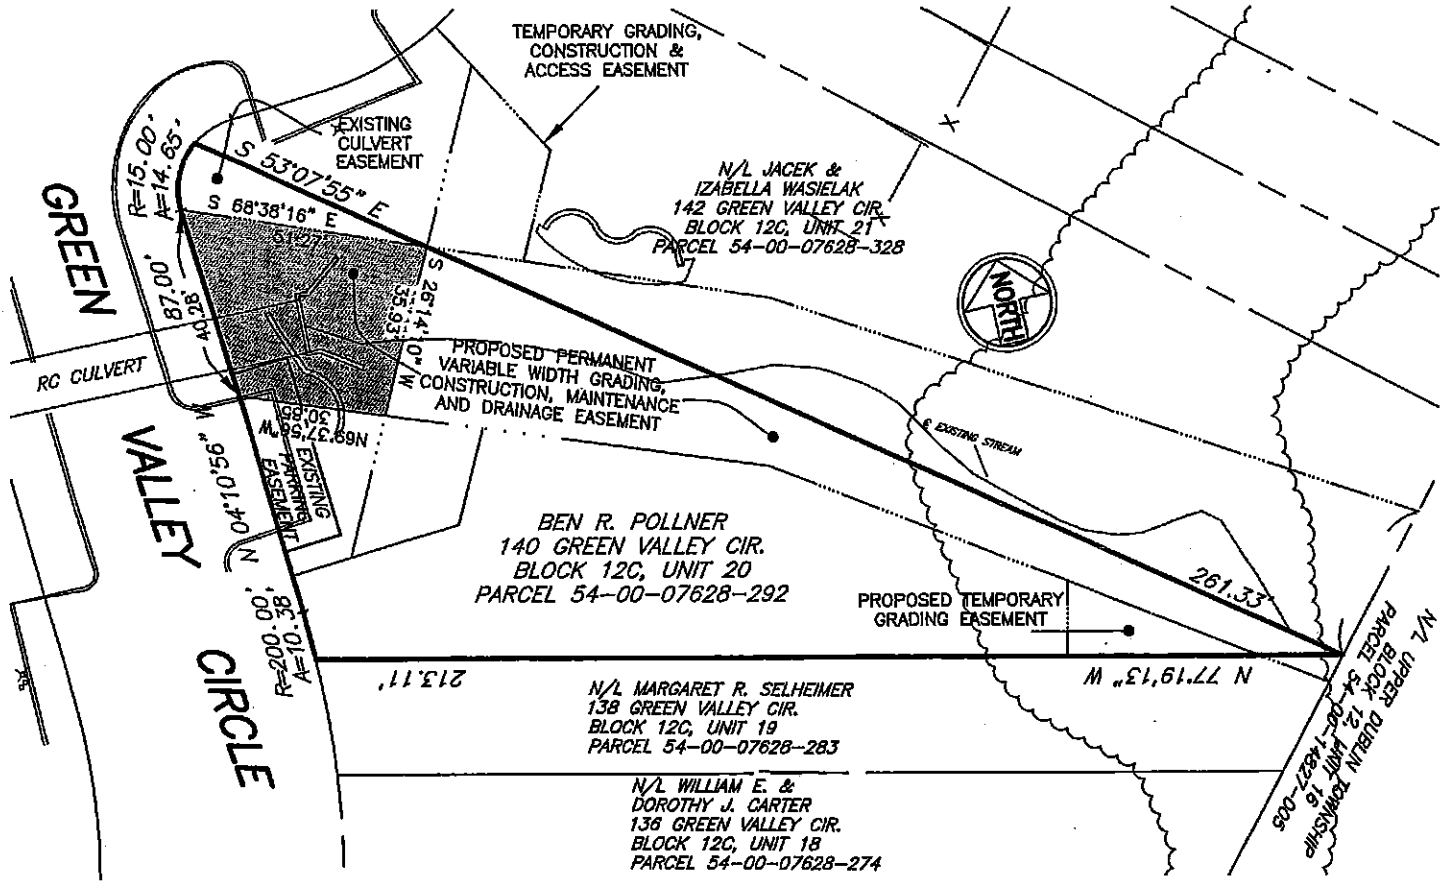 TEMPORARY GRADING,
CONSTRUCTION &
ACCESS EASEMENT
EXISTING
CULVERT
EASEMENT
R=15.00'
A=14.65'
S 53°07'55" E
S 68°38'16" E
51.27'
S 26°14'10" W
35.93'
N/L JACEK &
IZABELLA WASIELAK
142 GREEN VALLEY CIR.
BLOCK 12C, UNIT 21
PARCEL 54-00-07628-328
X
X
NORTH
GREEN
VALLEY
CIRCLE
87.00'
40.28'
RC CULVERT
PROPOSED PERMANENT
VARIABLE WIDTH GRADING,
CONSTRUCTION, MAINTENANCE
AND DRAINAGE EASEMENT
N69°37'56"W
30.85'
EXISTING
PARKING
EASEMENT
N 04°10'56" W
R=200.00'
A=10.38'
℄ EXISTING STREAM
BEN R. POLLNER
140 GREEN VALLEY CIR.
BLOCK 12C, UNIT 20
PARCEL 54-00-07628-292
PROPOSED TEMPORARY
GRADING EASEMENT
261.33'
213.11'
N 77°19'13" W
N/L MARGARET R. SELHEIMER
138 GREEN VALLEY CIR.
BLOCK 12C, UNIT 19
PARCEL 54-00-07628-283
N/L WILLIAM E. &
DOROTHY J. CARTER
136 GREEN VALLEY CIR.
BLOCK 12C, UNIT 18
PARCEL 54-00-07628-274
N/L UPPER DUBLIN TOWNSHIP
BLOCK 12, UNIT 16
PARCEL 54-00-14827-005